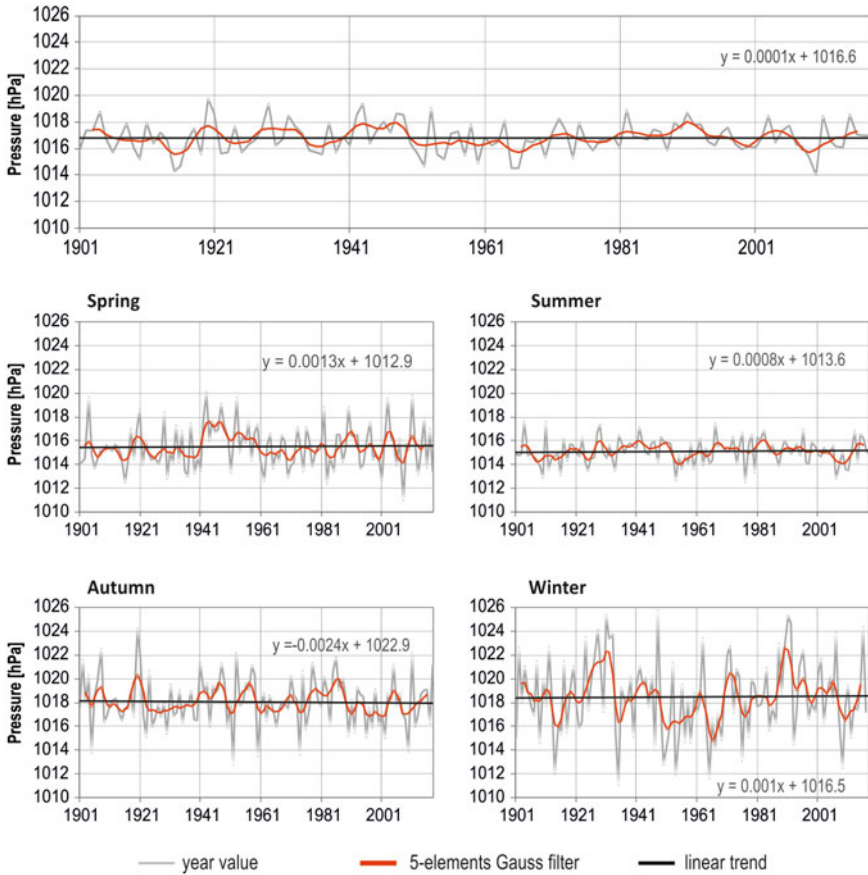 1026
1024
1022
1020
1018
1016
1014
1012
1010
Pressure [hPa]
y = 0.0001x + 1016.6
1901 1921 1941 1961 1981 2001
Spring
1026
1024
1022
1020
1018
1016
1014
1012
1010
Pressure [hPa]
y = 0.0013x + 1012.9
1901 1921 1941 1961 1981 2001
Summer
1026
1024
1022
1020
1018
1016
1014
1012
1010
y = 0.0008x + 1013.6
1901 1921 1941 1961 1981 2001
Autumn
1026
1024
1022
1020
1018
1016
1014
1012
1010
Pressure [hPa]
y =-0.0024x + 1022.9
1901 1921 1941 1961 1981 2001
Winter
1026
1024
1022
1020
1018
1016
1014
1012
1010
y = 0.001x + 1016.5
1901 1921 1941 1961 1981 2001
year value 5-elements Gauss filter linear trend